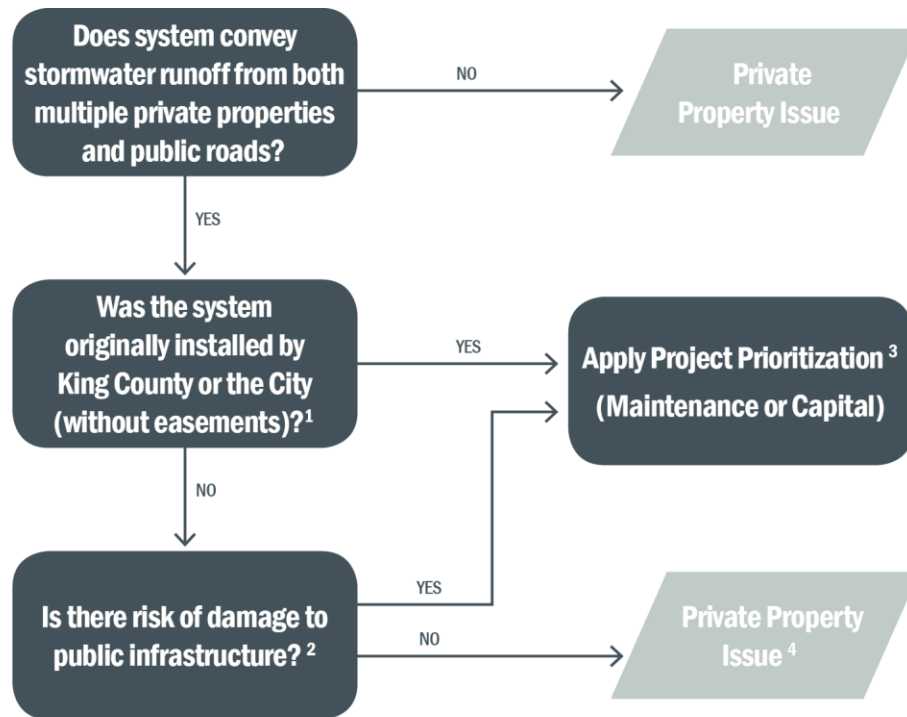 Does system convey
stormwater runoff from both
multiple private properties
and public roads?
NO
Private
Property Issue
YES
Was the system
originally installed by
King County or the City
(without easements)?1
YES
Apply Project Prioritization 3
(Maintenance or Capital)
NO
Is there risk of damage to
public infrastructure? 2
YES
NO
Private Property
Issue 4